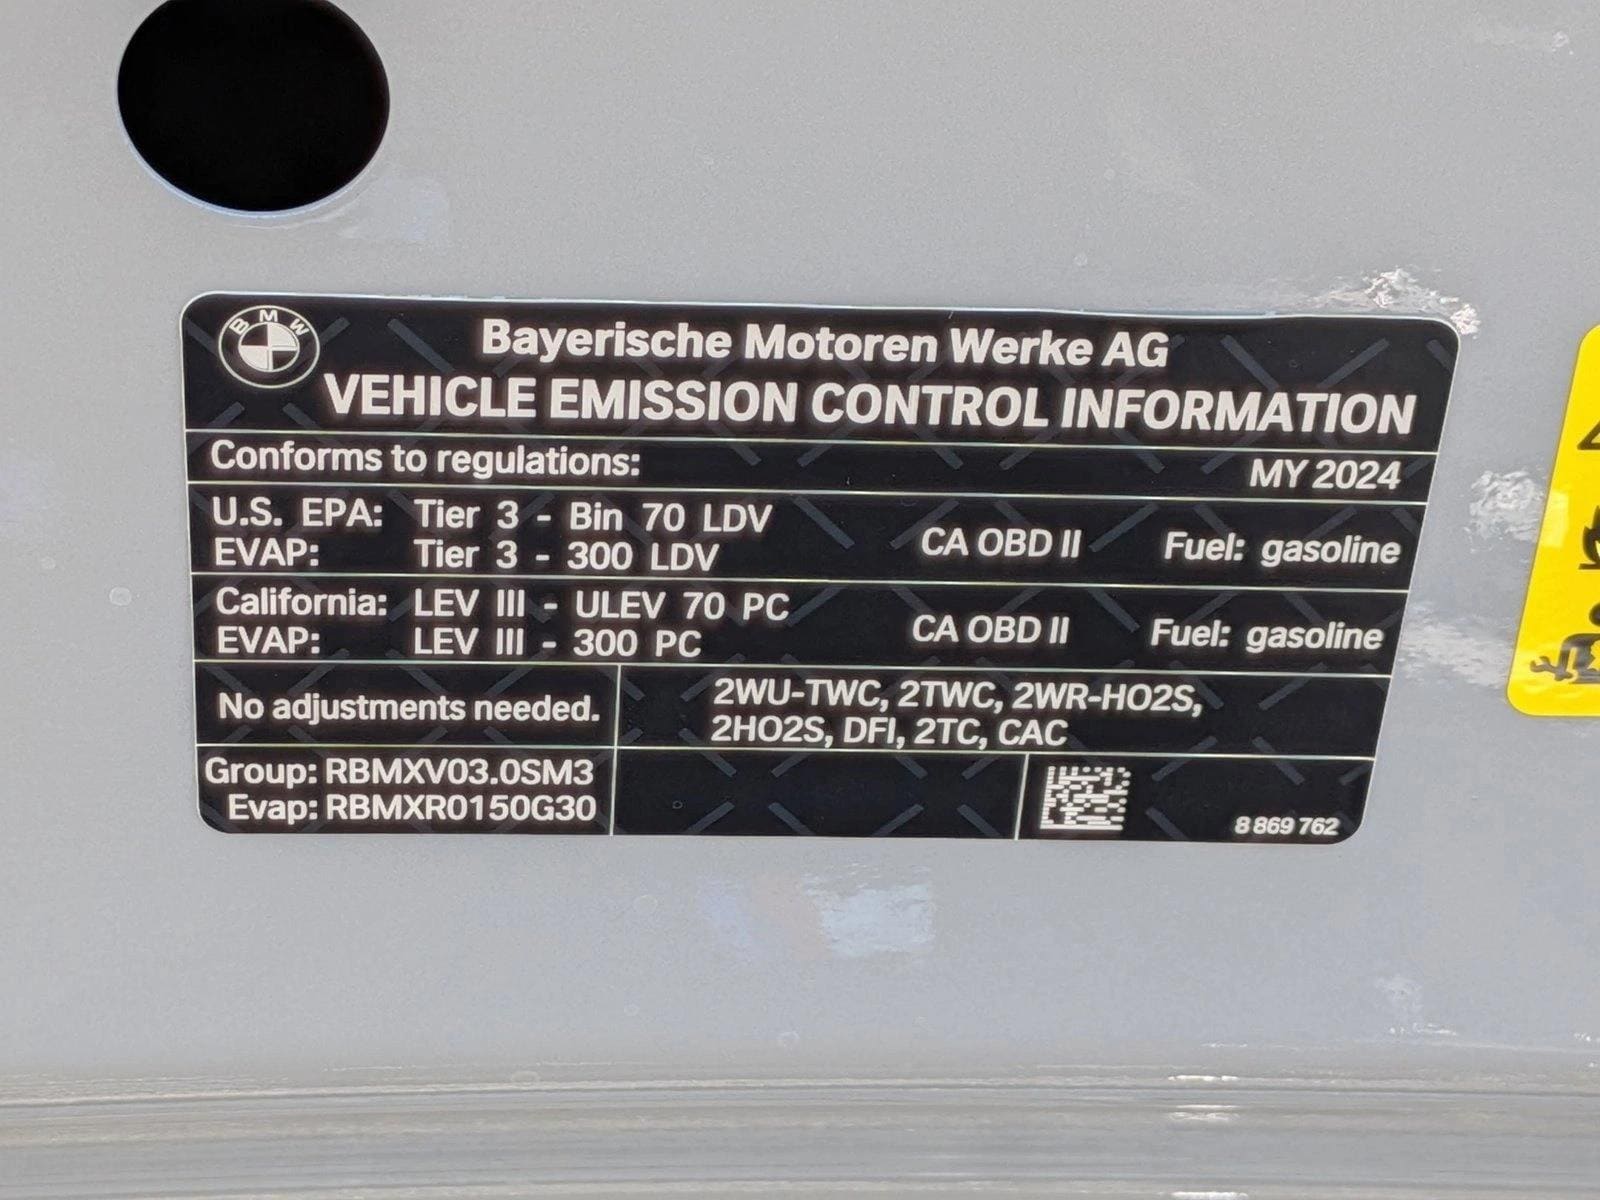 BMW
Bayerische Motoren Werke AG
VEHICLE EMISSION CONTROL INFORMATION
Conforms to regulations: MY 2024
U.S. EPA: Tier 3 - Bin 70 LDV CA OBD II Fuel: gasoline
EVAP: Tier 3 - 300 LDV
California: LEV III - ULEV 70 PC CA OBD II Fuel: gasoline
EVAP: LEV III - 300 PC
No adjustments needed. 2WU-TWC, 2TWC, 2WR-HO2S,
2HO2S, DFI, 2TC, CAC
Group: RBMXV03.0SM3
Evap: RBMXR0150G30
8 869 762